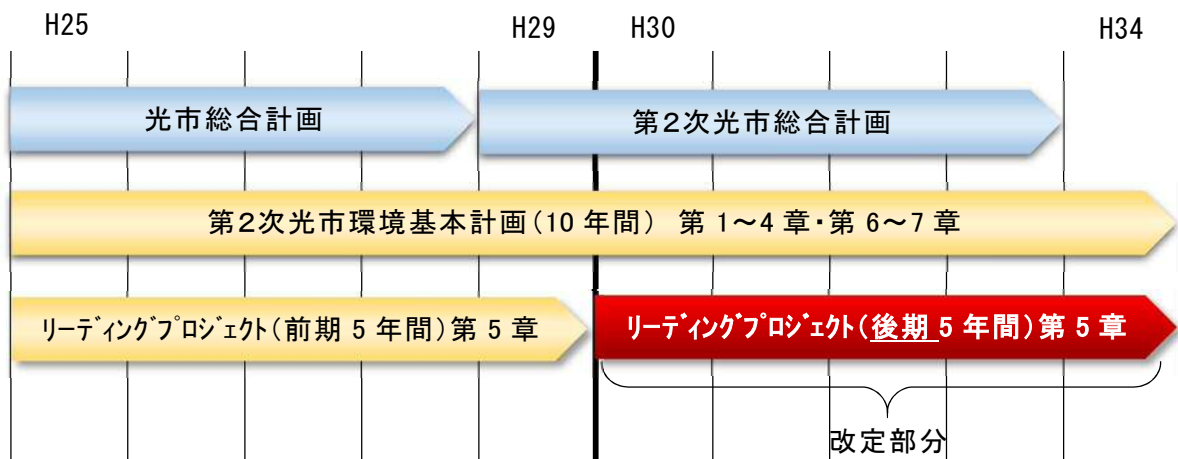 H25 H29 H30 H34
光市総合計画 第2次光市総合計画
第2次光市環境基本計画(10年間) 第1~4章・第6~7章
リーディングプロジェクト(前期5年間)第5章 リーディングプロジェクト(後期5年間)第5章
改定部分